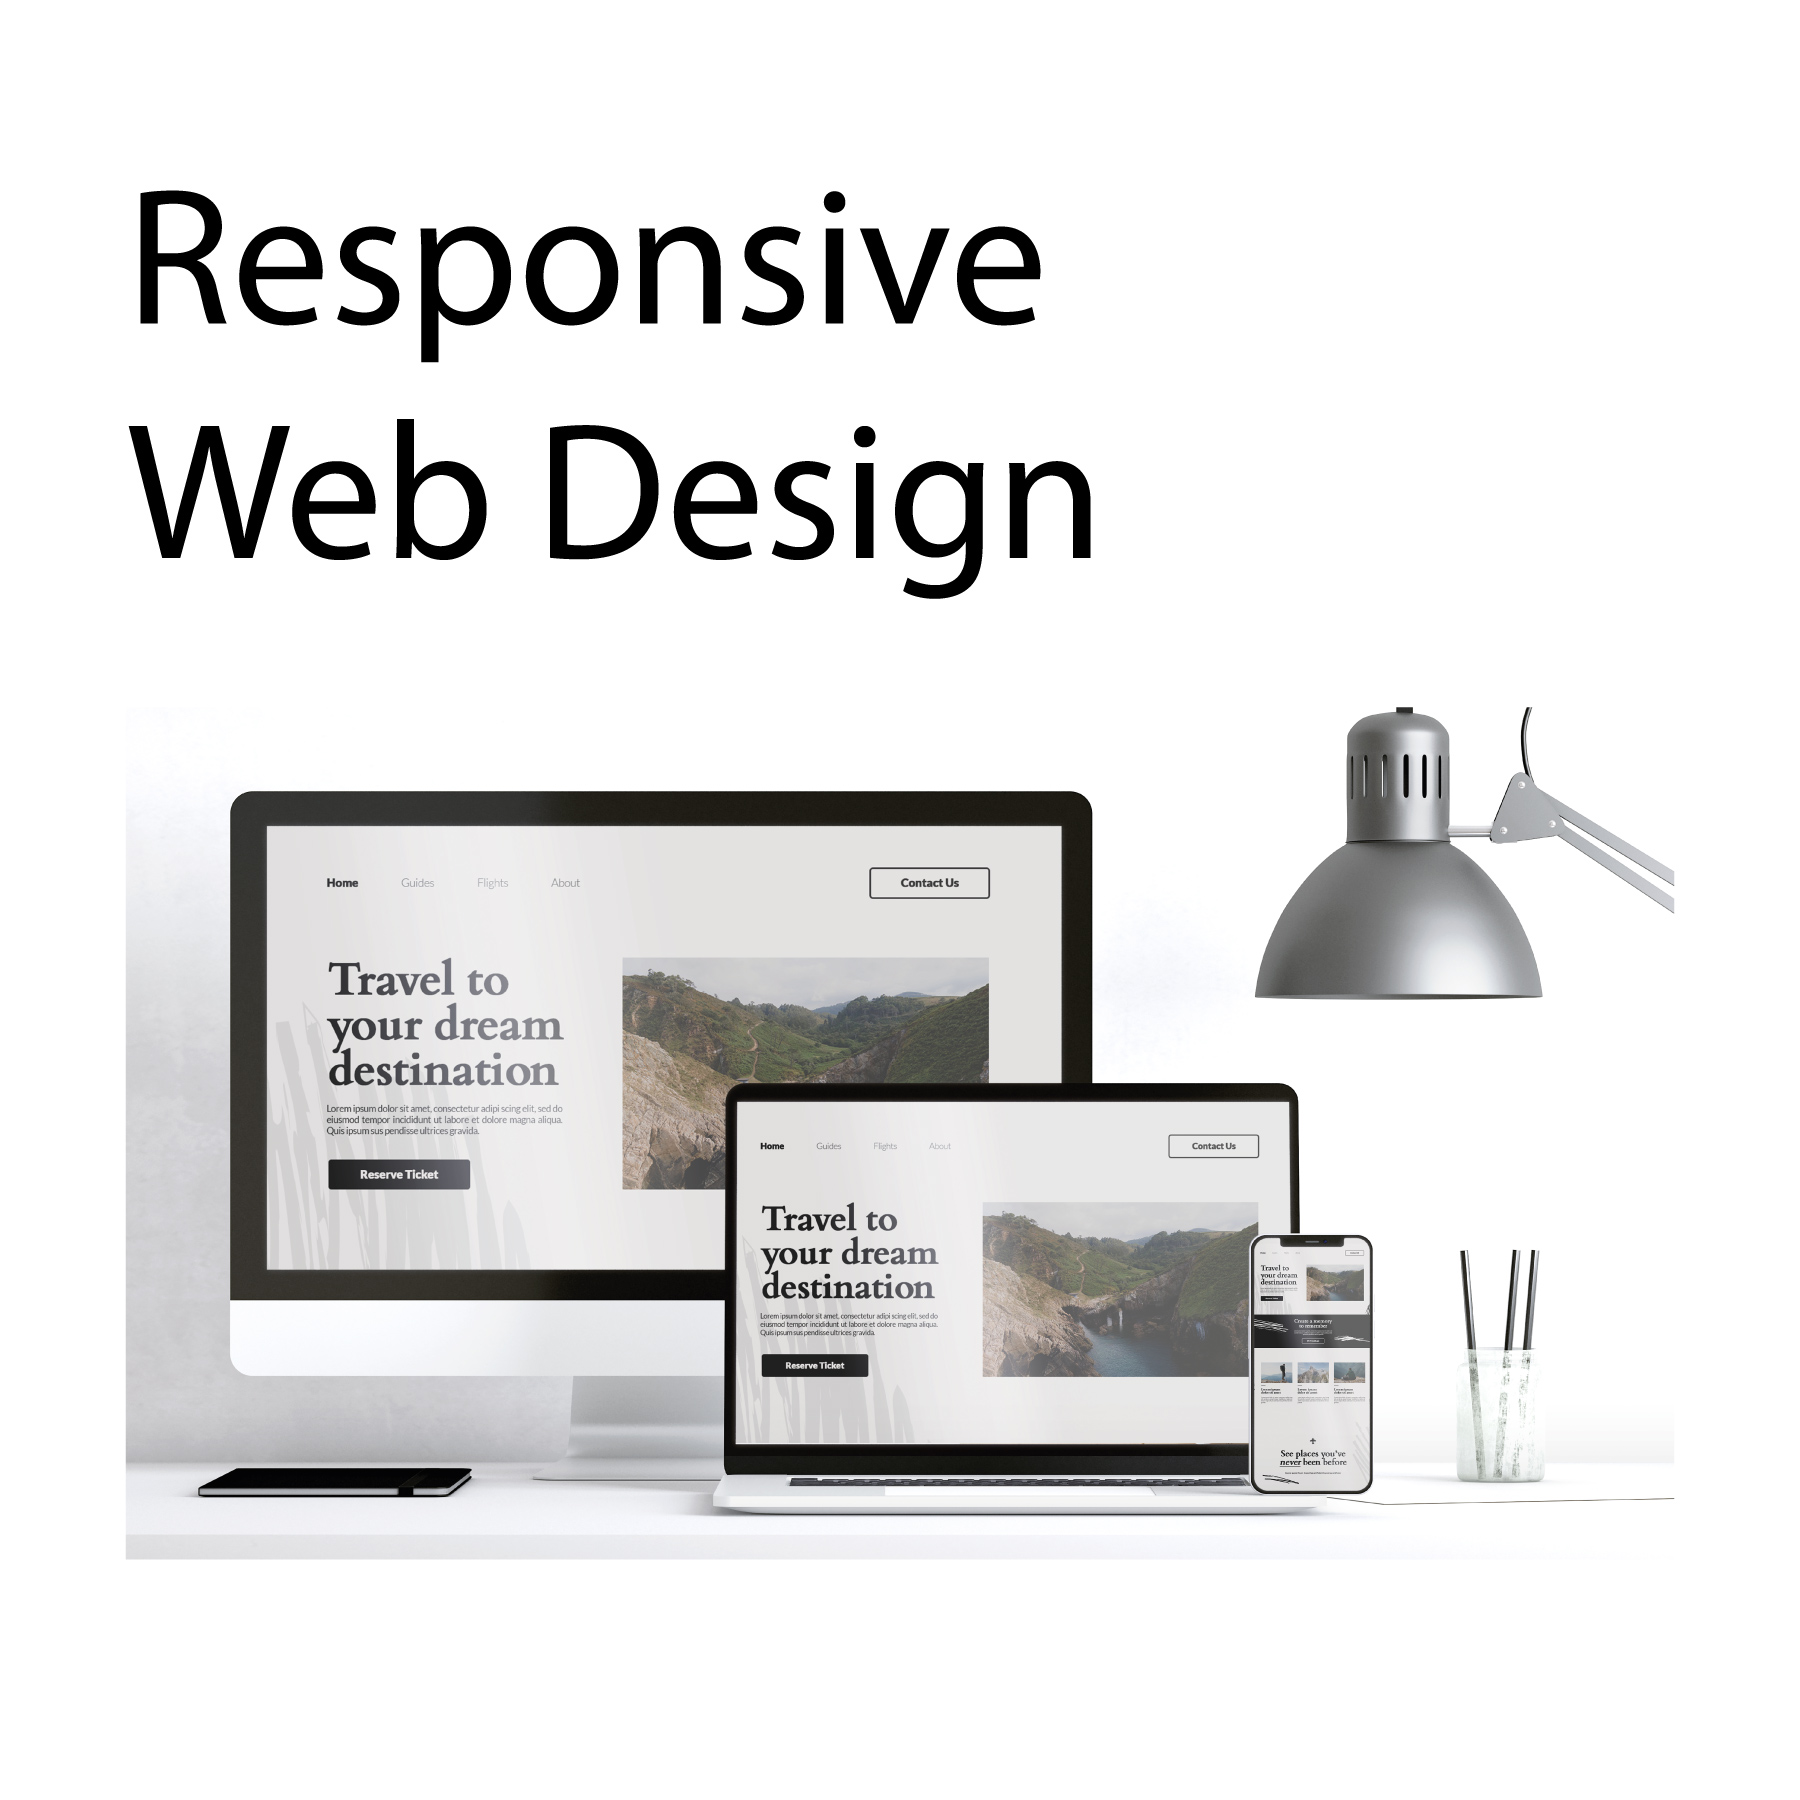 Responsive
Web Design
Home Guides Flights About Contact Us
Travel to
your dream
destination
Lorem ipsum dolor sit amet, consectetur adipi scing elit, sed do
eiusmod tempor incididunt ut labore et dolore magna aliqua.
Quis ipsum sus pendisse ultrices gravida.
Reserve Ticket
Home Guides Flights About Contact Us
Travel to
your dream
destination
Lorem ipsum dolor sit amet, consectetur adipi scing elit, sed do
eiusmod tempor incididunt ut labore et dolore magna aliqua.
Quis ipsum sus pendisse ultrices gravida.
Reserve Ticket
Travel to
your dream
destination
Create a memory
to remember
See places you've
never been before